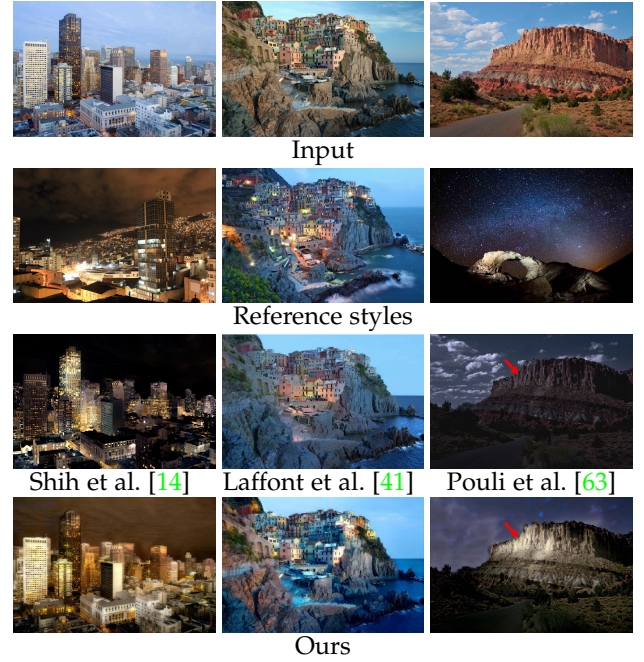 Input
Reference styles
Shih et al. [14] Laffont et al. [41] Pouli et al. [63]
Ours